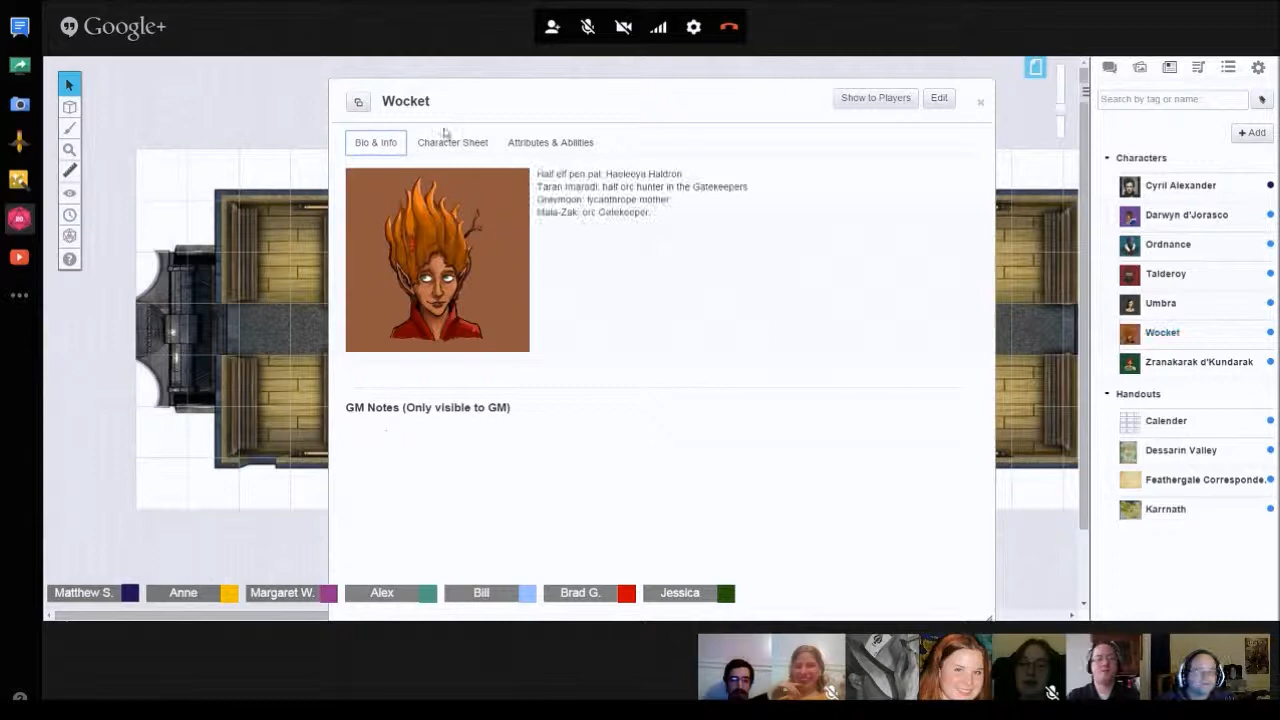 Google+
Wocket
Show to Players
Edit
Bio & Info
Character Sheet
Attributes & Abilities
Half elf pen pal: Haeleeya Haldron
Taran Imaradi: half orc hunter in the Gatekeepers
Greymoon: lycanthrope mother
orc Gatekeeper.
GM Notes (Only visible to GM)
Search by tag or name...
+ Add
Characters
Cyril Alexander
Darwyn d'Jorasco
Ordnance
Talderoy
Umbra
Wocket
Zranakarak d'Kundarak
Handouts
Calender
Dessarin Valley
Feathergale Corresponde..
Karrnath
Matthew S.
Anne
Margaret W.
Alex
Bill
Brad G.
Jessica